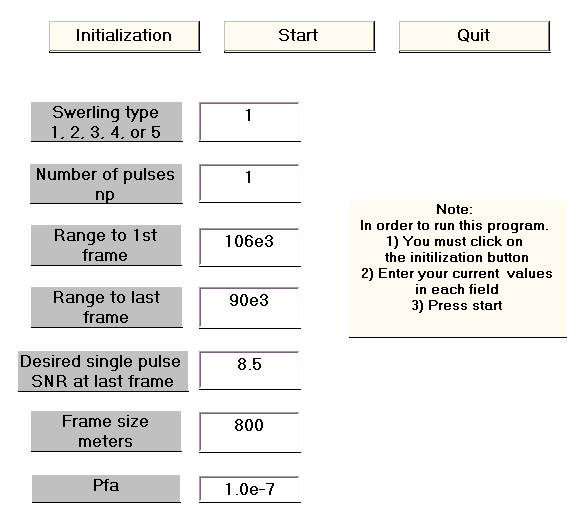 Initialization
Start
Quit
Swerling type
1, 2, 3, 4, or 5
1
Number of pulses
np
1
Range to 1st
frame
106e3
Range to last
frame
90e3
Desired single pulse
SNR at last frame
8.5
Frame size
meters
800
Pfa
1.0e-7
Note:
In order to run this program.
1) You must click on
the initilization button
2) Enter your current values
in each field
3) Press start